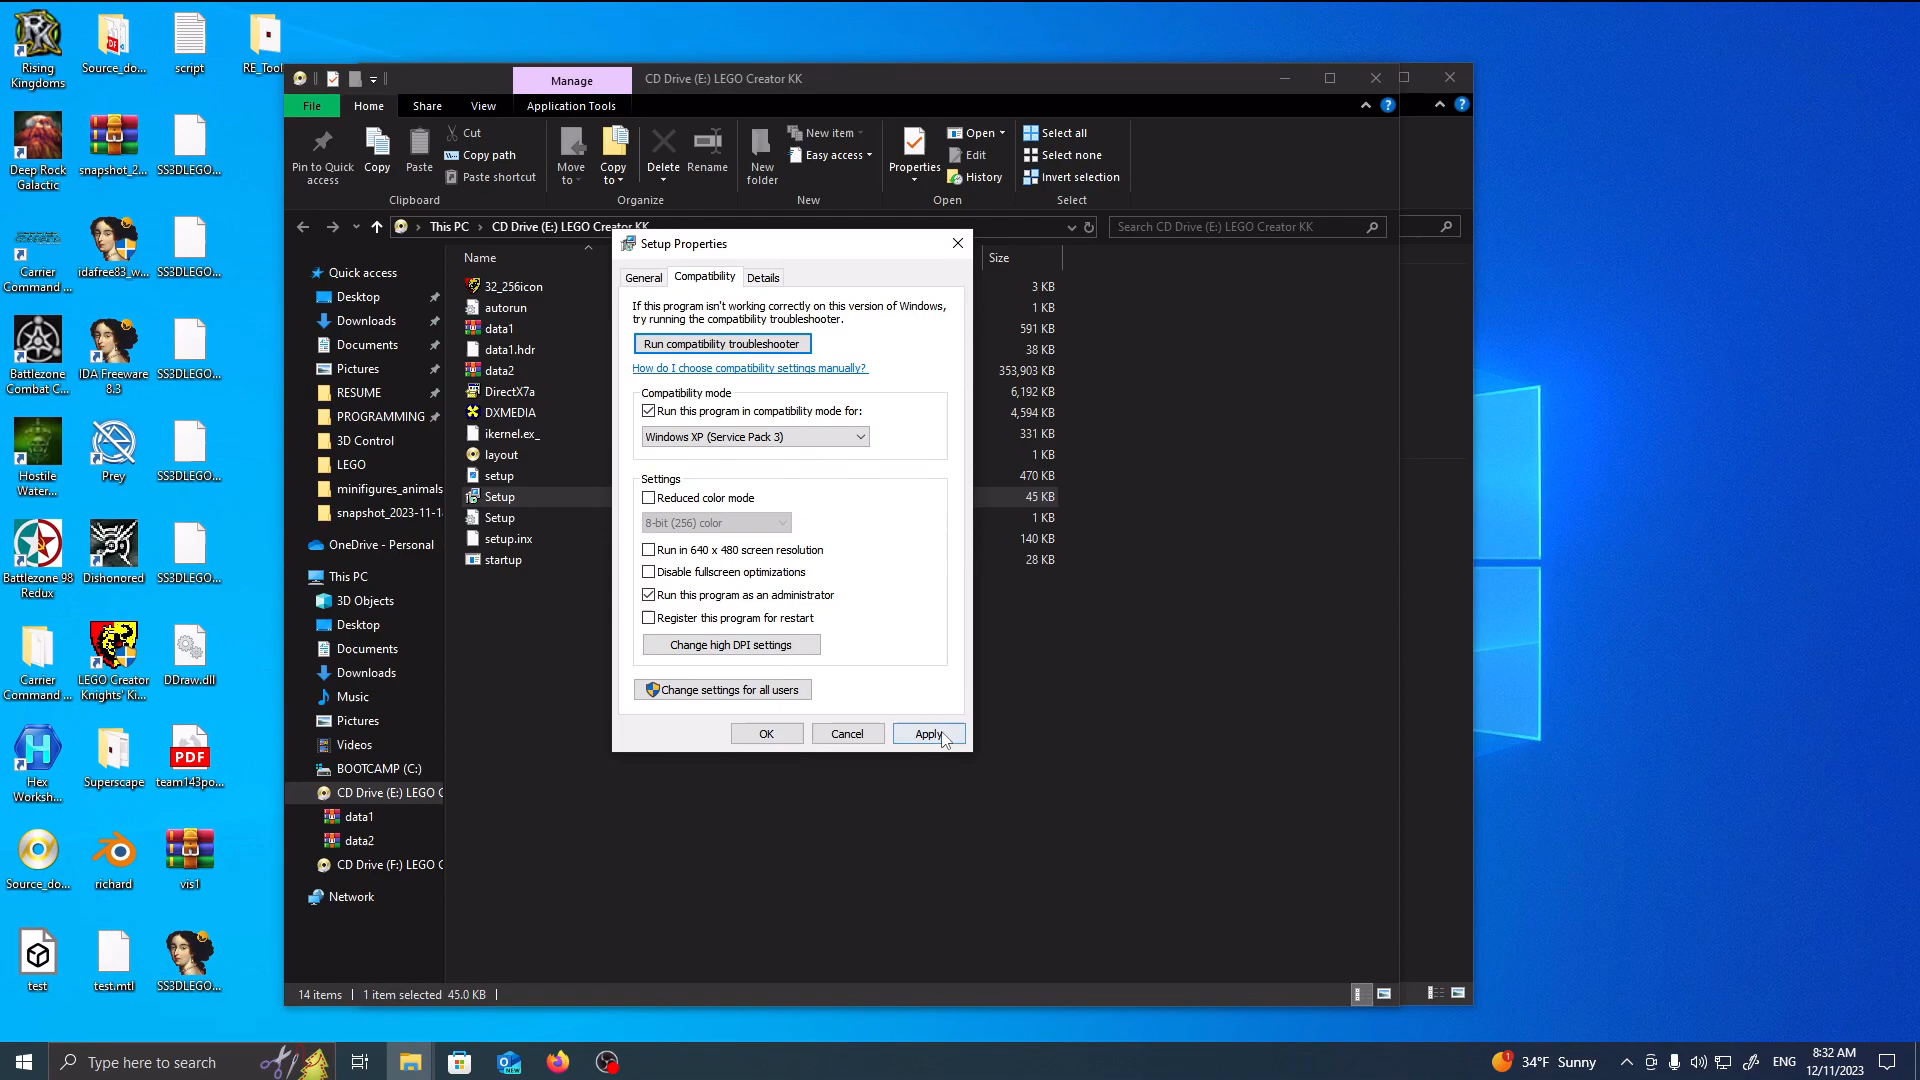 Rising
Kingdoms
Source_do...
script
RE_Tool
Deep Rock
Galactic
snapshot_2...
SS3DLEGO...
Carrier
Command ...
idafree83_w...
SS3DLEGO...
Battlezone
Combat C...
IDA Freeware
8.3
SS3DLEGO...
Hostile
Water...
Prey
SS3DLEGO...
Battlezone 98
Redux
Dishonored
SS3DLEGO...
Carrier
Command ...
LEGO Creator
Knights' Ki...
DDraw.dll
Hex
Worksh...
Superscape
team143po...
PDF
Source_do...
richard
vis1
test
test.mtl
SS3DLEGO...
Manage
CD Drive (E:) LEGO Creator KK
File
Home
Share
View
Application Tools
Pin to Quick
access
Copy
Paste
Cut
Copy path
Paste shortcut
Clipboard
Move
to
Copy
to
Delete
Rename
Organize
New
folder
New item
Easy access
New
Properties
Open
Edit
History
Open
Select all
Select none
Invert selection
Select
This PC
CD Drive (E:) LEGO Creator KK
Search CD Drive (E:) LEGO Creator KK
Quick access
Desktop
Downloads
Documents
Pictures
RESUME
PROGRAMMING
3D Control
LEGO
minifigures_animals
snapshot_2023-11-1
OneDrive - Personal
This PC
3D Objects
Desktop
Documents
Downloads
Music
Pictures
Videos
BOOTCAMP (C:)
CD Drive (E:) LEGO C
data1
data2
CD Drive (F:) LEGO C
Network
Name
Size
32_256icon
3 KB
autorun
1 KB
data1
591 KB
data1.hdr
38 KB
data2
353,903 KB
DirectX7a
6,192 KB
DXMEDIA
4,594 KB
ikernel.ex_
331 KB
layout
1 KB
setup
470 KB
Setup
45 KB
Setup
1 KB
setup.inx
140 KB
startup
28 KB
Setup Properties
General
Compatibility
Details
If this program isn't working correctly on this version of Windows,
try running the compatibility troubleshooter.
Run compatibility troubleshooter
How do I choose compatibility settings manually?
Compatibility mode
Run this program in compatibility mode for:
Windows XP (Service Pack 3)
Settings
Reduced color mode
8-bit (256) color
Run in 640 x 480 screen resolution
Disable fullscreen optimizations
Run this program as an administrator
Register this program for restart
Change high DPI settings
Change settings for all users
OK
Cancel
Apply
14 items
1 item selected 45.0 KB
Type here to search
NEW
1
34°F Sunny
ENG
8:32 AM
12/11/2023